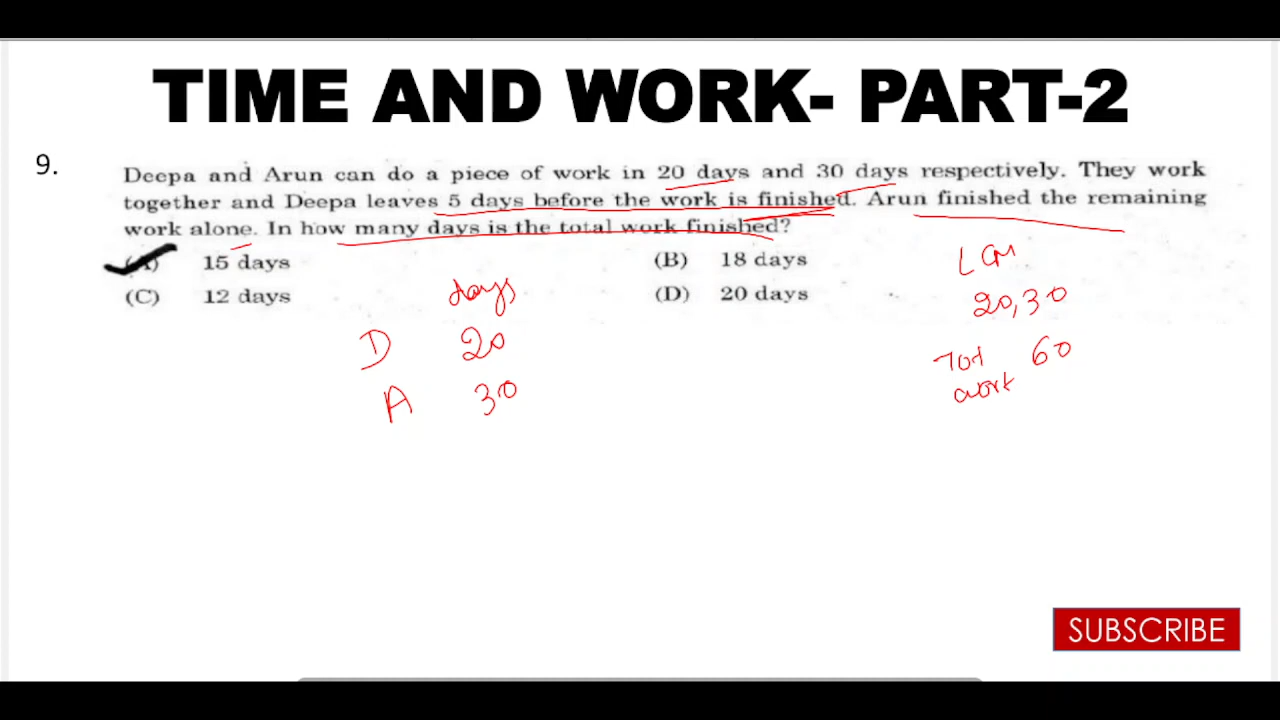 TIME AND WORK- PART-2
9.
Deepa and Arun can do a piece of work in 20 days and 30 days respectively. They work
together and Deepa leaves 5 days before the work is finished. Arun finished the remaining
work alone. In how many days is the total work finished?
(A) 15 days (B) 18 days
(C) 12 days (D) 20 days
LCM
days 20,30
D 20 Tot 60
work
A 30
SUBSCRIBE